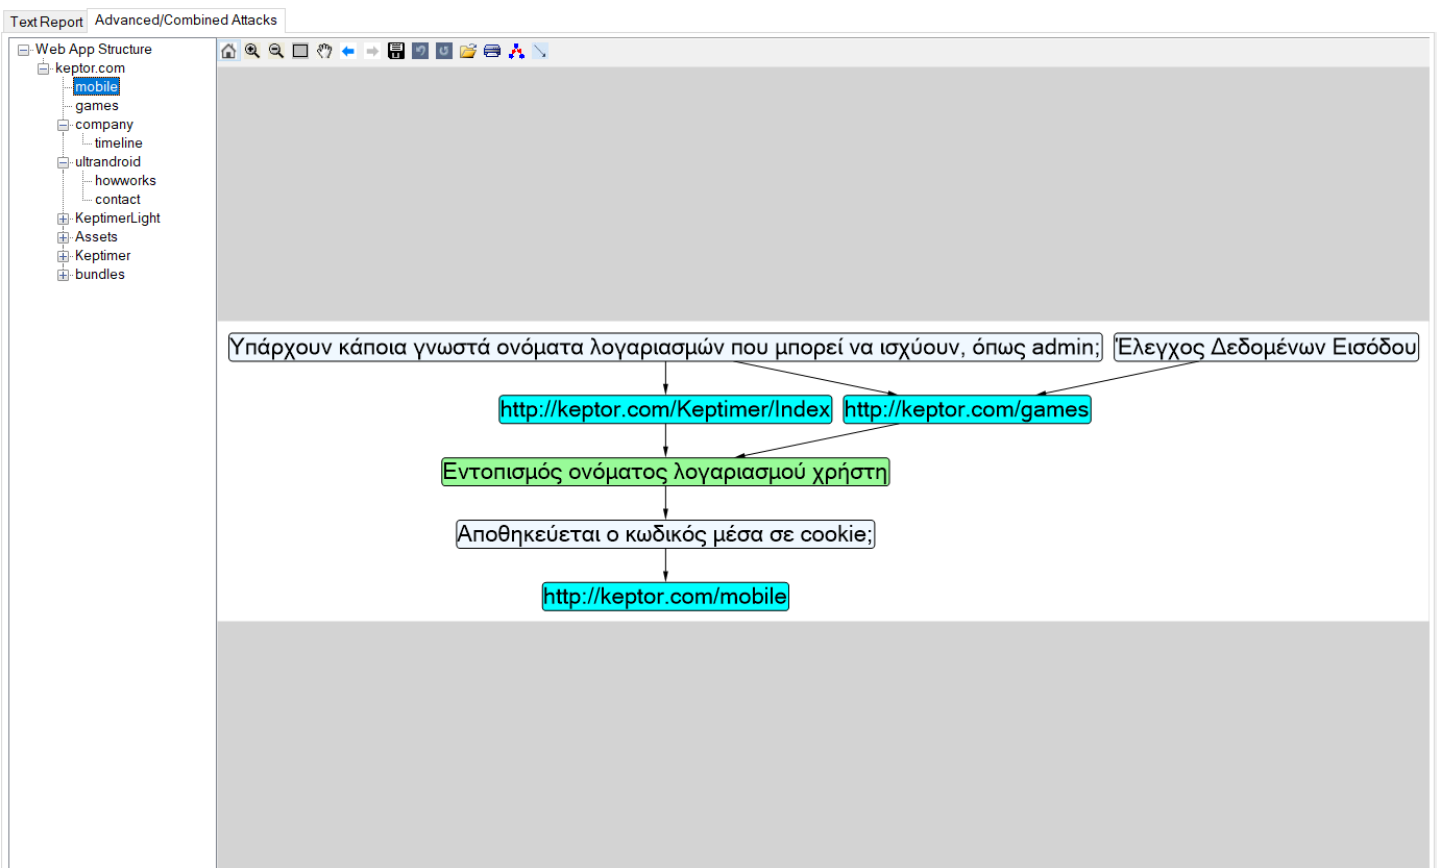 Text Report
Advanced/Combined Attacks
Web App Structure
keptor.com
mobile
games
company
timeline
ultrandroid
howworks
contact
KeptimerLight
Assets
Keptimer
bundles
Υπάρχουν κάποια γνωστά ονόματα λογαριασμών που μπορεί να ισχύουν, όπως admin;
Έλεγχος Δεδομένων Εισόδου
http://keptor.com/Keptimer/Index
http://keptor.com/games
Εντοπισμός ονόματος λογαριασμού χρήστη
Αποθηκεύεται ο κωδικός μέσα σε cookie;
http://keptor.com/mobile